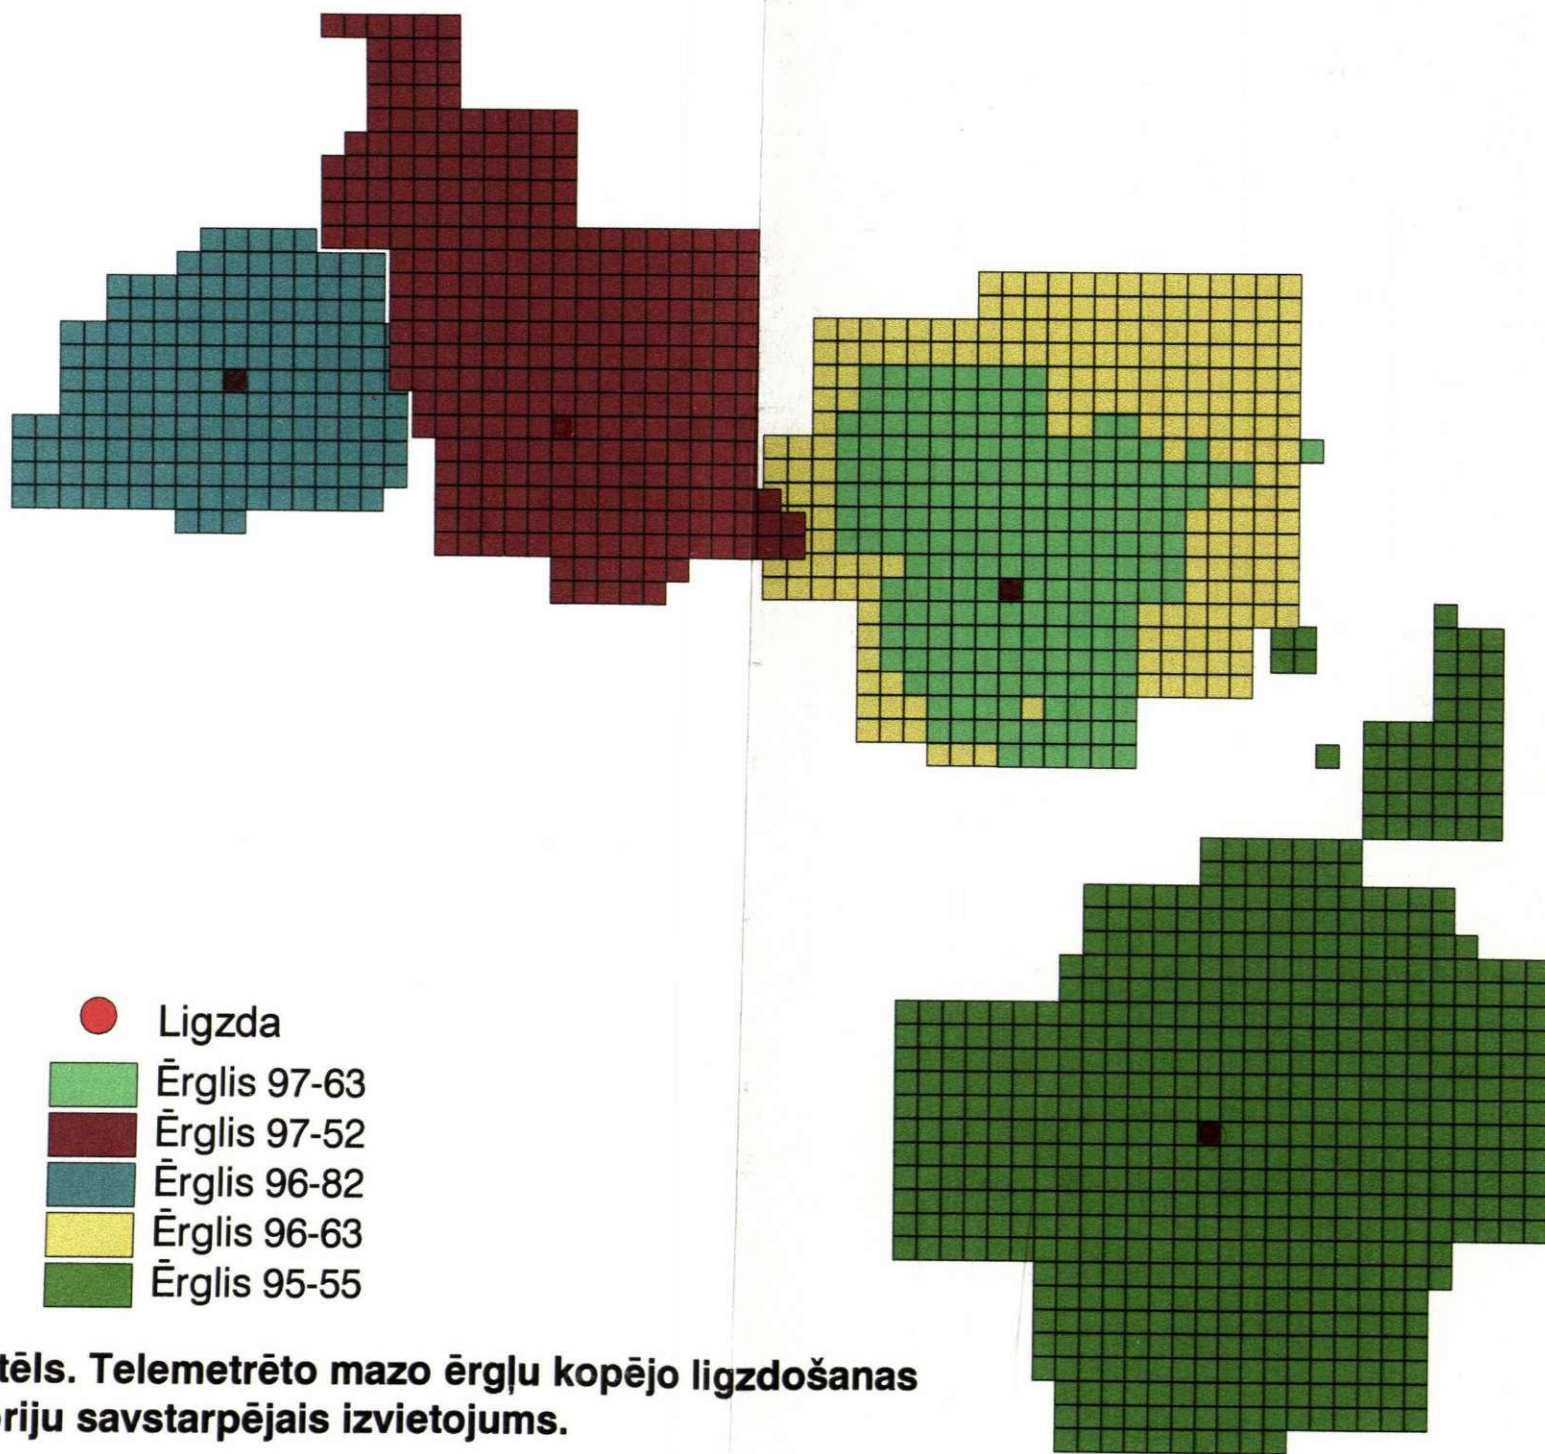 Ligzda
Ērglis 97-63
Ērglis 97-52
Ērglis 96-82
Ērglis 96-63
Ērglis 95-55
tēls. Telemetrēto mazo ērgļu kopējo ligzdošanas
riju savstarpējais izvietojums.